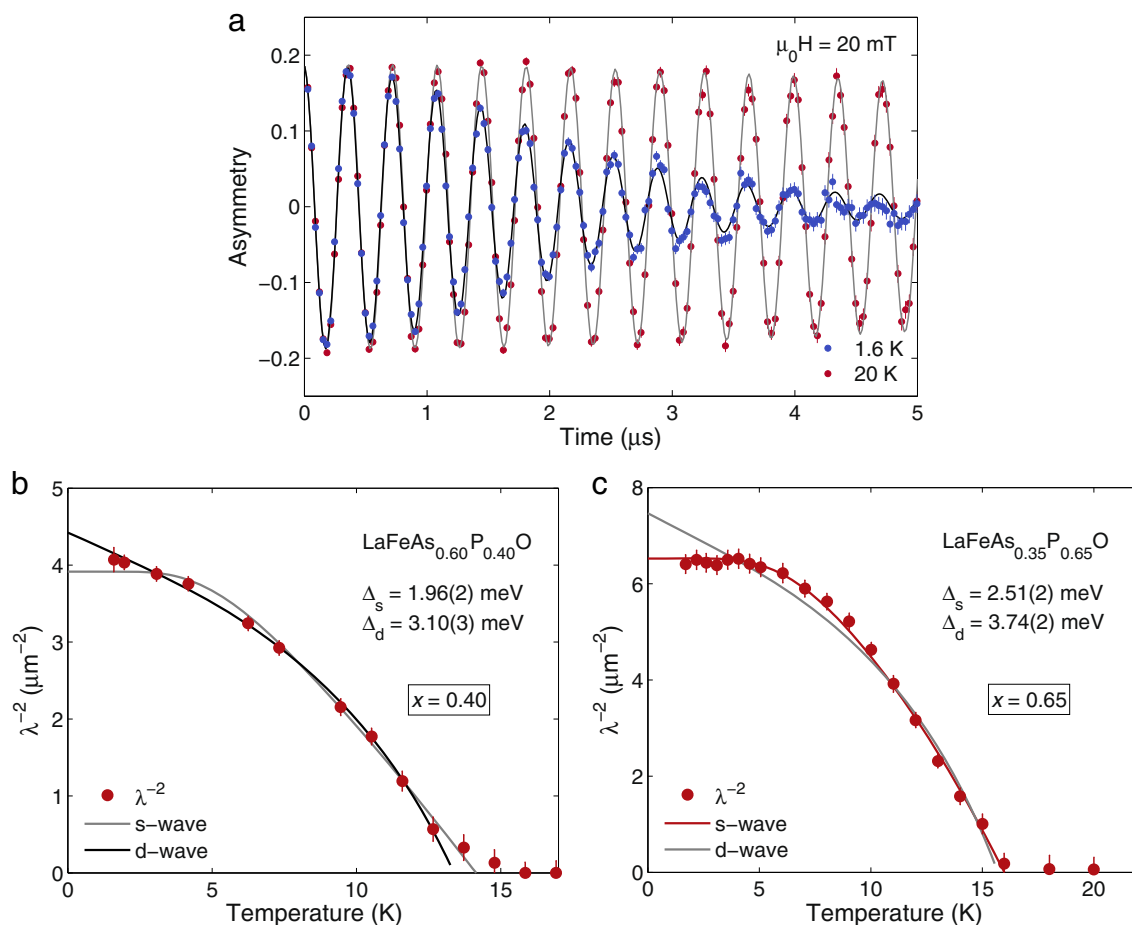 a
μ₀H = 20 mT
0.2
0.1
0
−0.1
−0.2
Asymmetry
1.6 K
20 K
0 1 2 3 4 5
Time (μs)
b
5
4
3
2
1
0
λ⁻² (μm⁻²)
LaFeAs₀.₆₀P₀.₄₀O
Δₛ = 1.96(2) meV
Δ_d = 3.10(3) meV
x = 0.40
λ⁻²
s−wave
d−wave
0 5 10 15
Temperature (K)
c
8
6
4
2
0
λ⁻² (μm⁻²)
LaFeAs₀.₃₅P₀.₆₅O
Δₛ = 2.51(2) meV
Δ_d = 3.74(2) meV
x = 0.65
λ⁻²
s−wave
d−wave
0 5 10 15 20
Temperature (K)